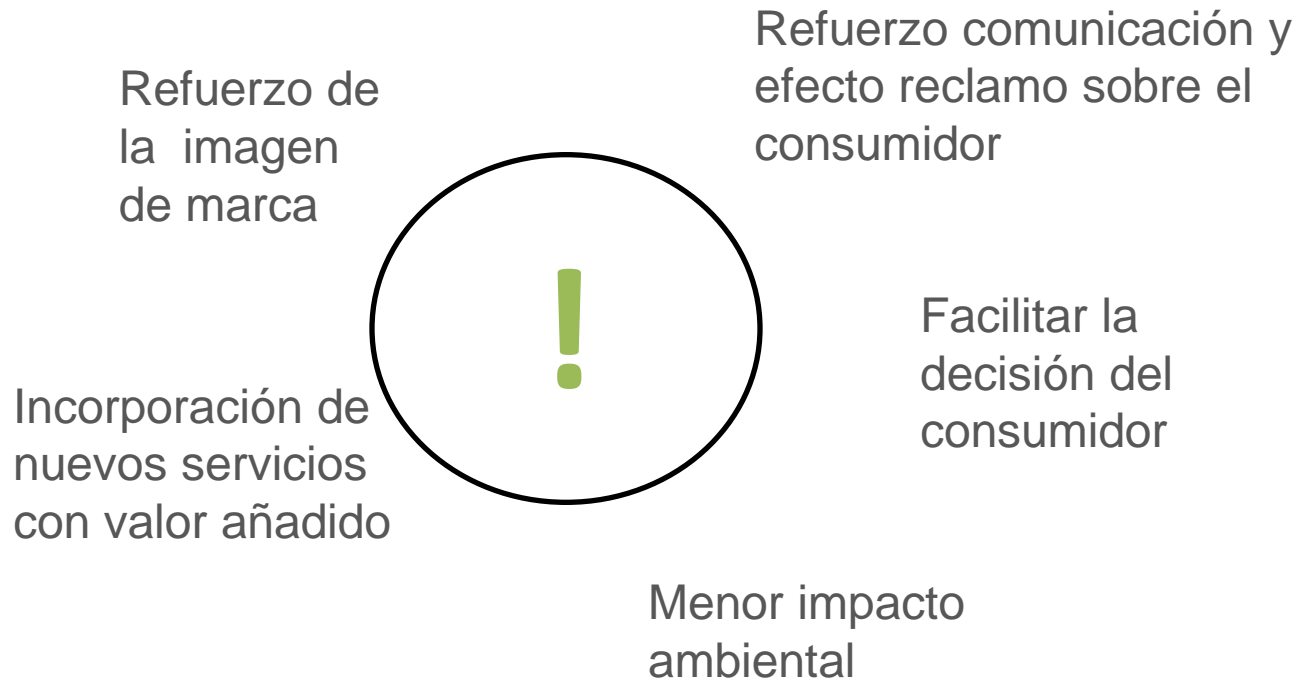 Refuerzo de
la imagen
de marca
Refuerzo comunicación y
efecto reclamo sobre el
consumidor
!
Facilitar la
decisión del
consumidor
Incorporación de
nuevos servicios
con valor añadido
Menor impacto
ambiental